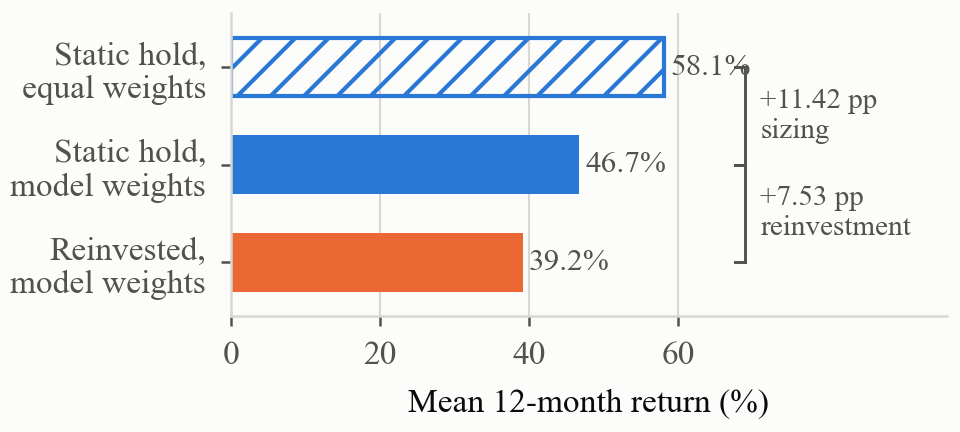 Static hold,
equal weights
58.1%
+11.42 pp
sizing
Static hold,
model weights
46.7%
+7.53 pp
reinvestment
Reinvested,
model weights
39.2%
0 20 40 60
Mean 12-month return (%)